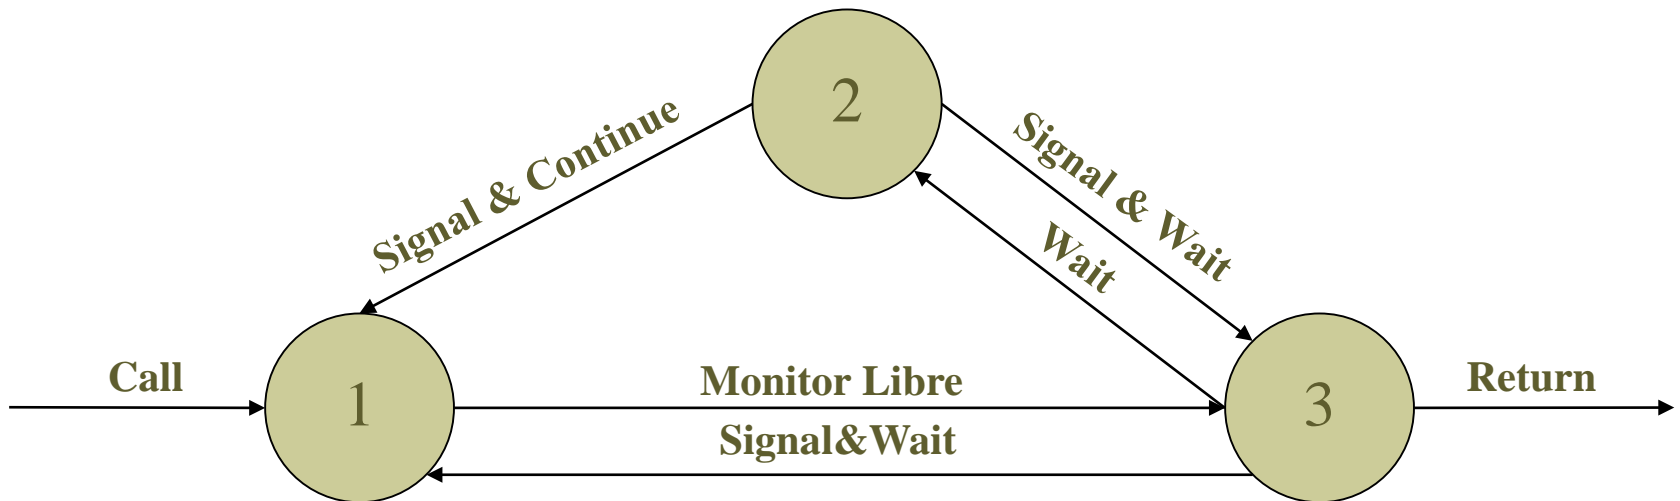 2
Signal & Continue
Signal & Wait
Wait
Call
1
Monitor Libre
Signal&Wait
3
Return